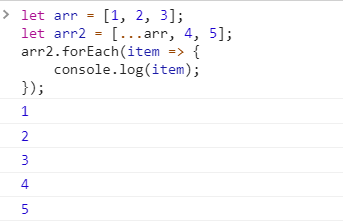 > let arr = [1, 2, 3];
let arr2 = [...arr, 4, 5];
arr2.forEach(item => {
    console.log(item);
});
1
2
3
4
5